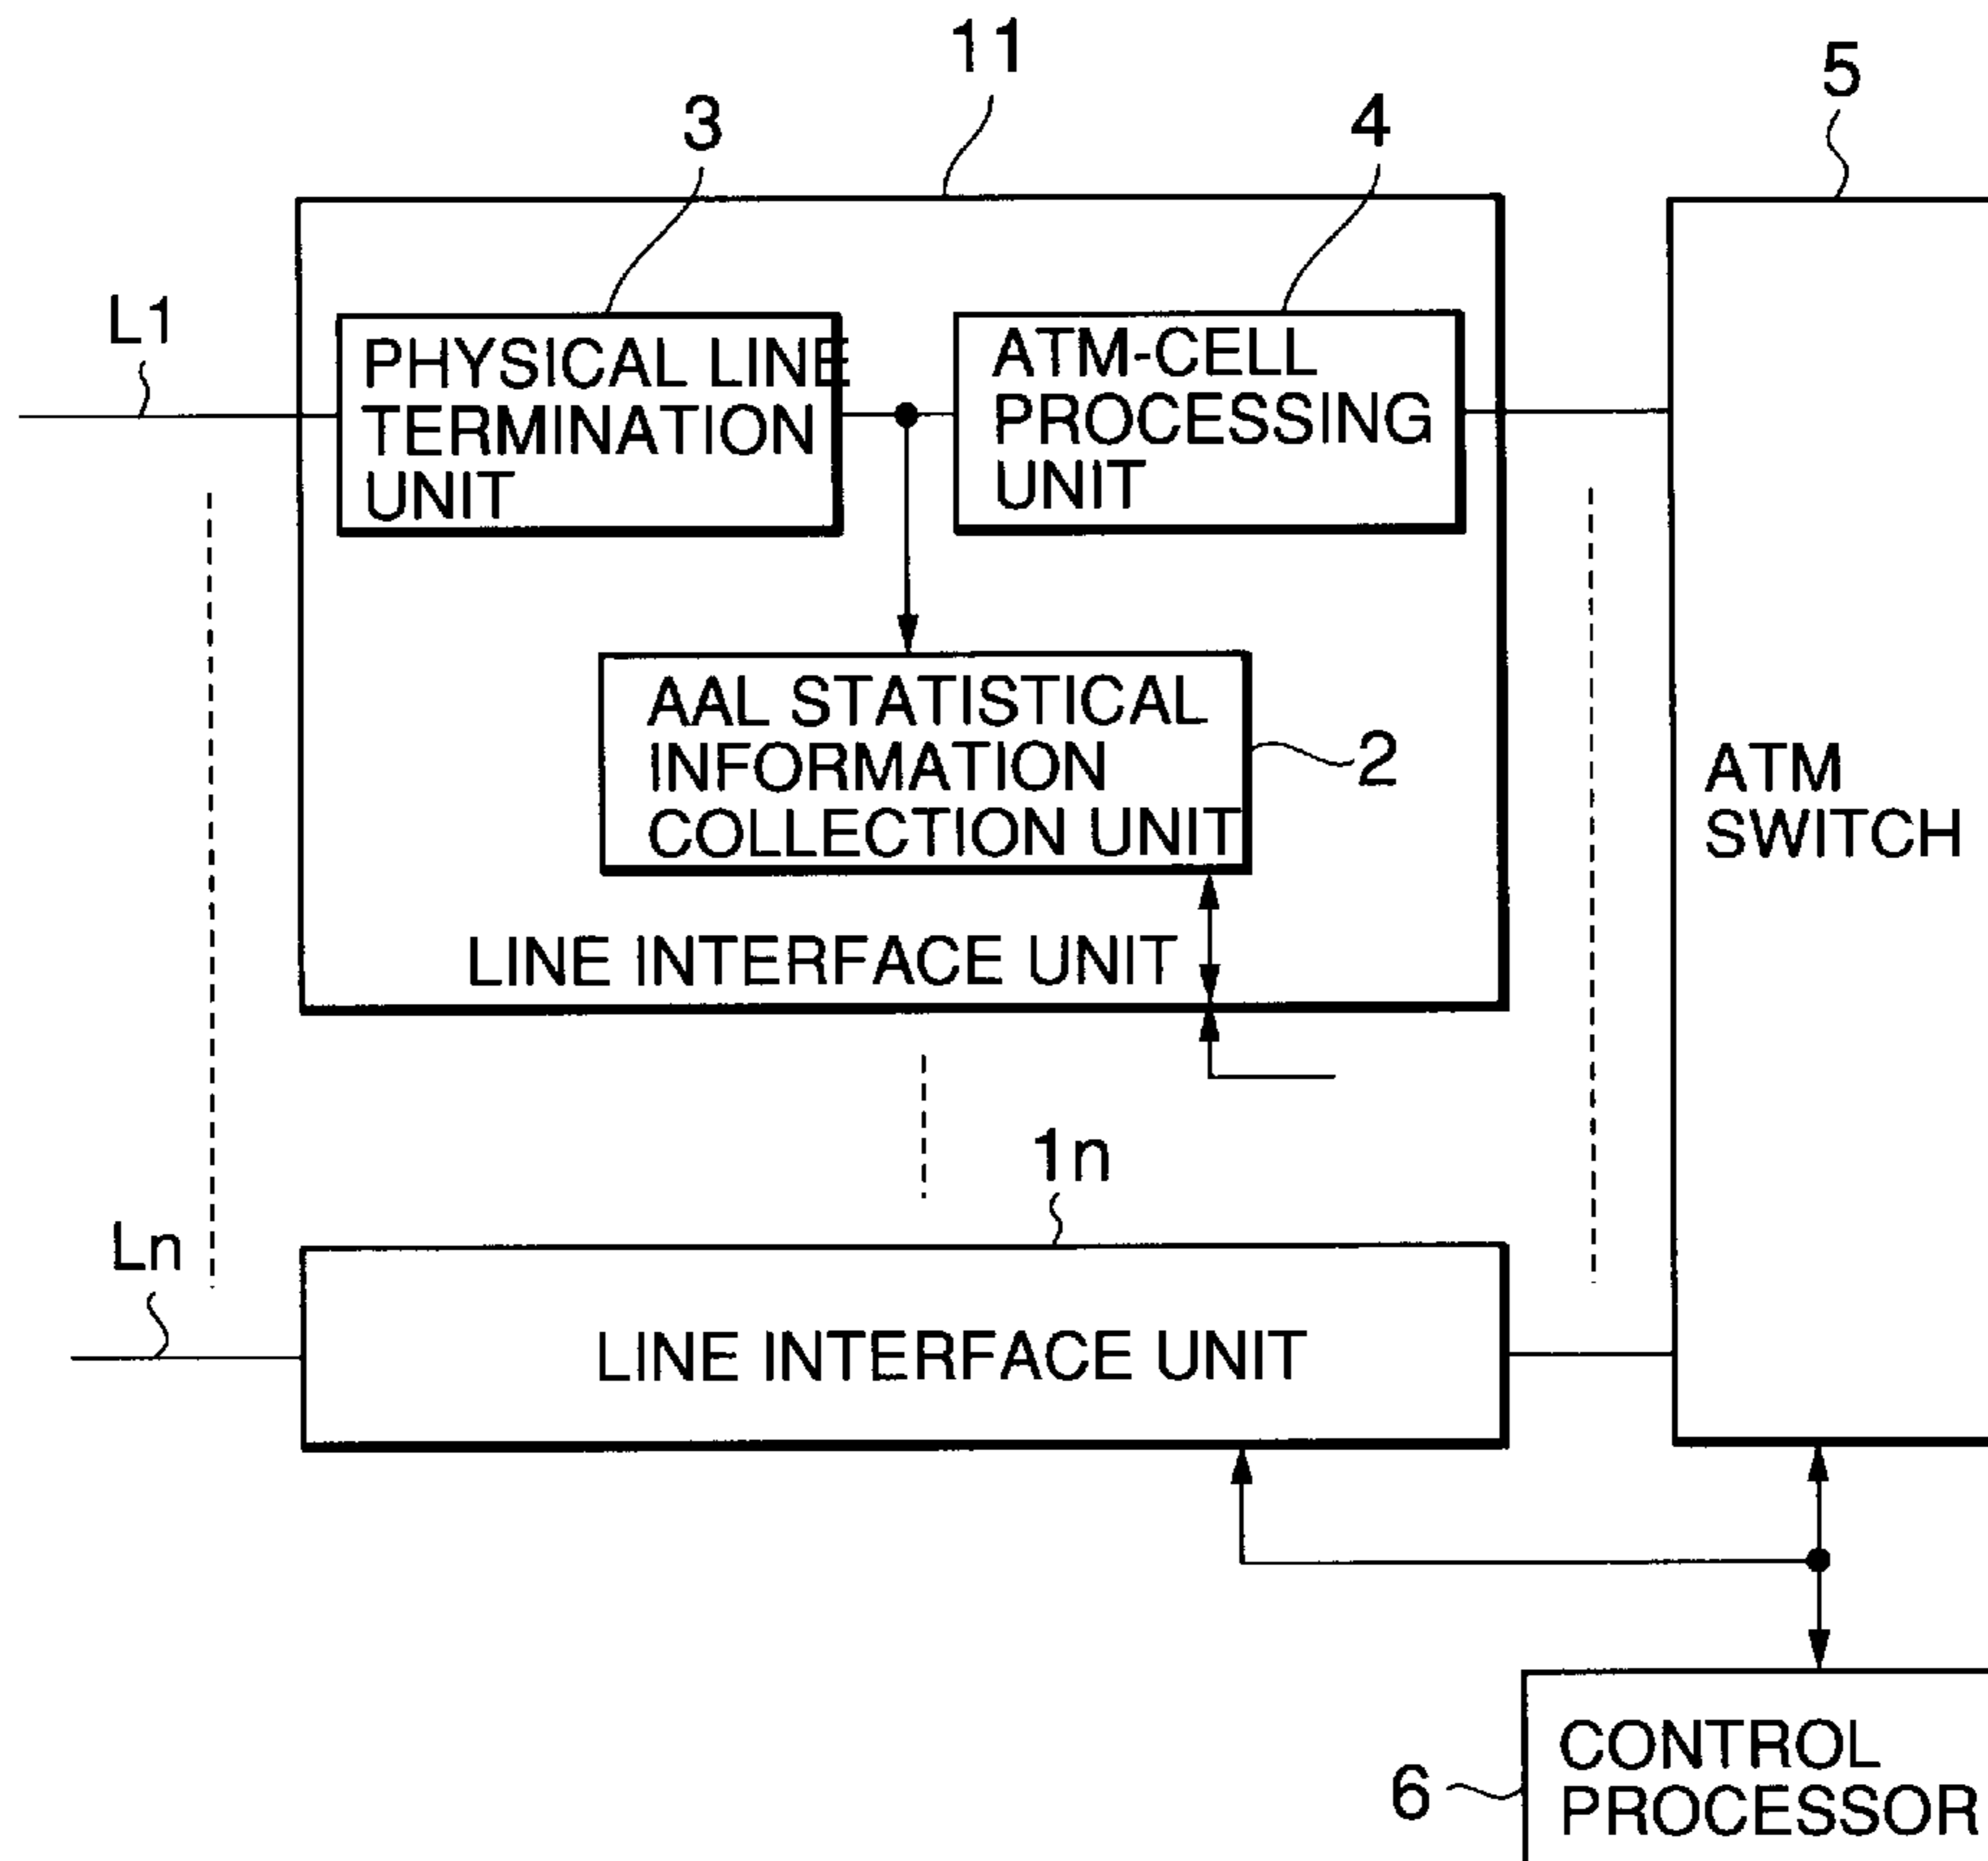 11
5
3
4
L1
PHYSICAL LINE
TERMINATION
UNIT
ATM-CELL
PROCESSING
UNIT
AAL STATISTICAL
INFORMATION
COLLECTION UNIT
2
ATM
SWITCH
LINE INTERFACE UNIT
1n
Ln
LINE INTERFACE UNIT
6
CONTROL
PROCESSOR